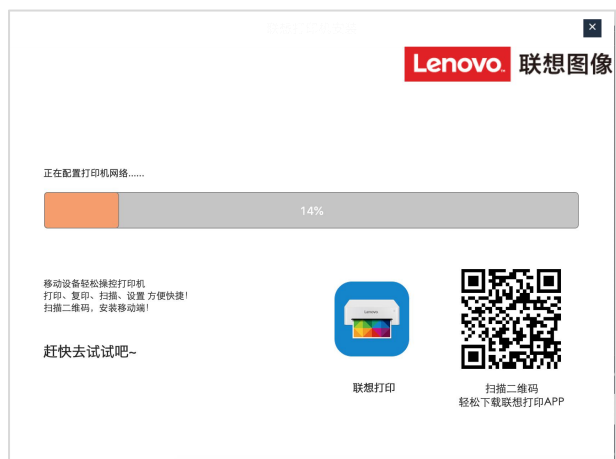 Lenovo. 联想图像
正在配置打印机网络......
14%
移动设备轻松操控打印机
打印、复印、扫描、设置 方便快捷!
扫描二维码，安装移动端!
赶快去试试吧~
Lenovo
联想打印
扫描二维码
轻松下载联想打印APP